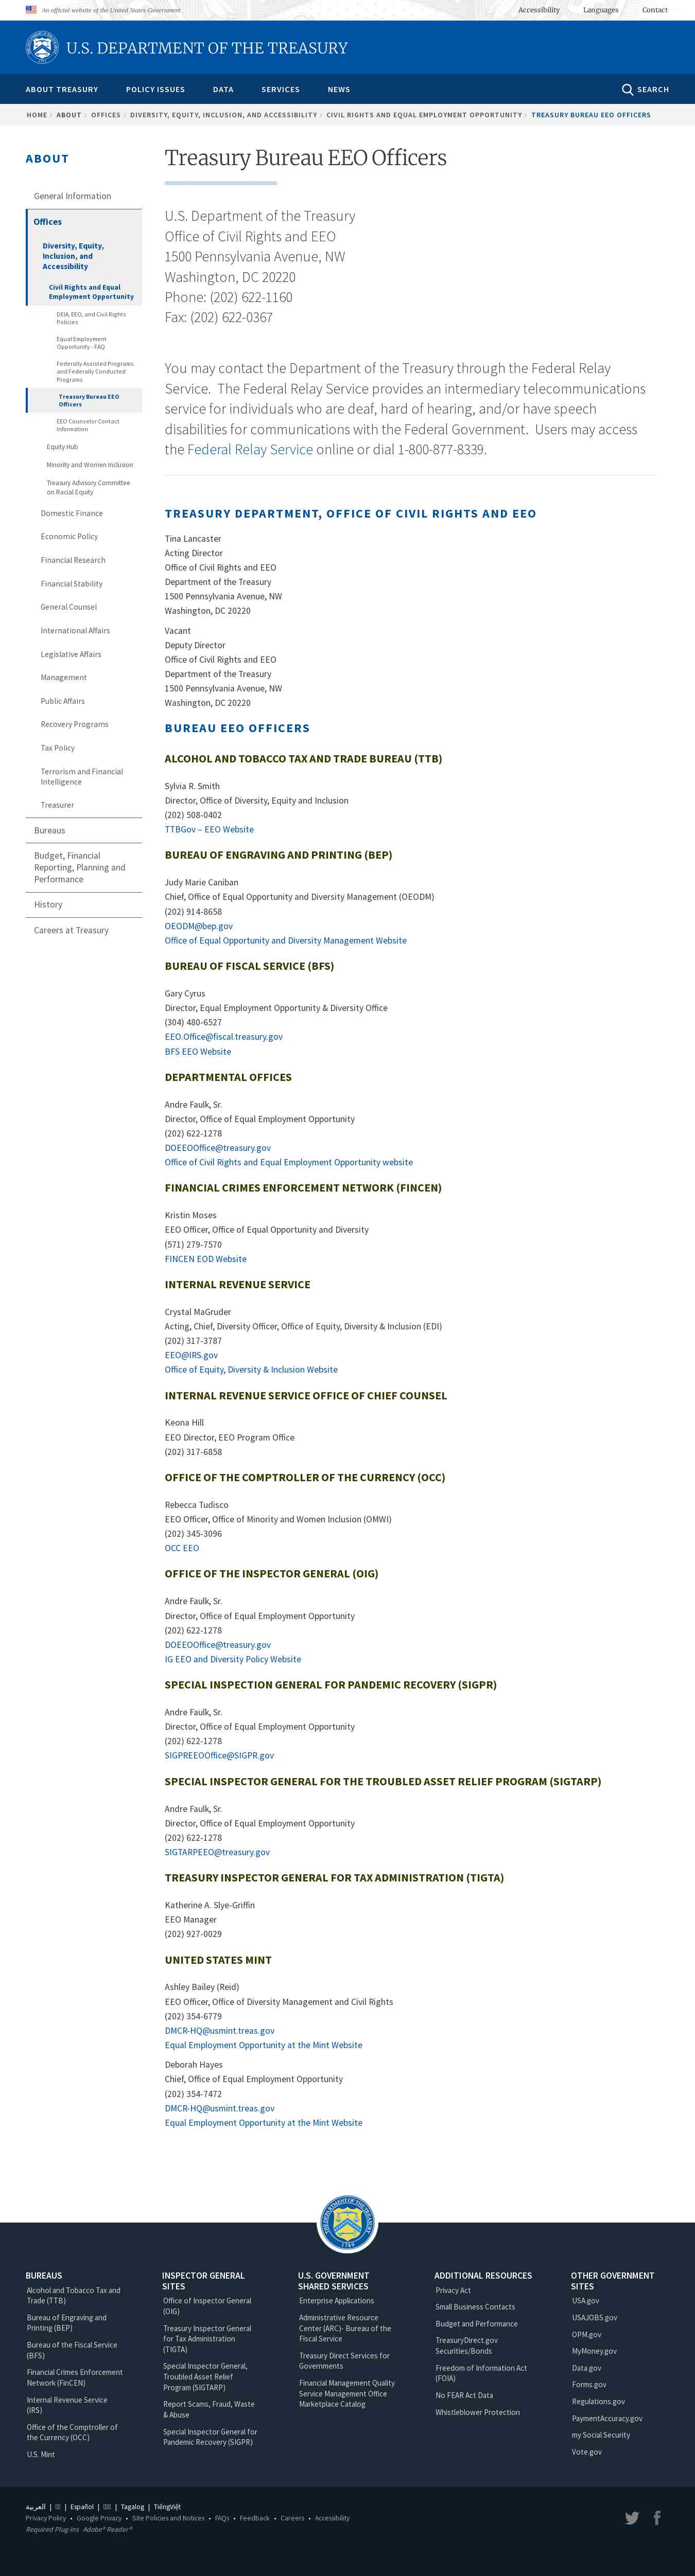 An official website of the United States Government
Accessibility
Languages
Contact
U.S. DEPARTMENT OF THE TREASURY
ABOUT TREASURY
POLICY ISSUES
DATA
SERVICES
NEWS
SEARCH
HOME › ABOUT › OFFICES › DIVERSITY, EQUITY, INCLUSION, AND ACCESSIBILITY › CIVIL RIGHTS AND EQUAL EMPLOYMENT OPPORTUNITY › TREASURY BUREAU EEO OFFICERS
ABOUT
General Information
Offices
Diversity, Equity,
Inclusion, and
Accessibility
Civil Rights and Equal
Employment Opportunity
DEIA, EEO, and Civil Rights
Policies
Equal Employment
Opportunity - FAQ
Federally Assisted Programs
and Federally Conducted
Programs
Treasury Bureau EEO
Officers
EEO Counselor Contact
Information
Equity Hub
Minority and Women Inclusion
Treasury Advisory Committee
on Racial Equity
Domestic Finance
Economic Policy
Financial Research
Financial Stability
General Counsel
International Affairs
Legislative Affairs
Management
Public Affairs
Recovery Programs
Tax Policy
Terrorism and Financial
Intelligence
Treasurer
Bureaus
Budget, Financial
Reporting, Planning and
Performance
History
Careers at Treasury
Treasury Bureau EEO Officers
U.S. Department of the Treasury
Office of Civil Rights and EEO
1500 Pennsylvania Avenue, NW
Washington, DC 20220
Phone: (202) 622-1160
Fax: (202) 622-0367
You may contact the Department of the Treasury through the Federal Relay
Service.  The Federal Relay Service provides an intermediary telecommunications
service for individuals who are deaf, hard of hearing, and/or have speech
disabilities for communications with the Federal Government.  Users may access
the Federal Relay Service online or dial 1-800-877-8339.
TREASURY DEPARTMENT, OFFICE OF CIVIL RIGHTS AND EEO
Tina Lancaster
Acting Director
Office of Civil Rights and EEO
Department of the Treasury
1500 Pennsylvania Avenue, NW
Washington, DC 20220
Vacant
Deputy Director
Office of Civil Rights and EEO
Department of the Treasury
1500 Pennsylvania Avenue, NW
Washington, DC 20220
BUREAU EEO OFFICERS
ALCOHOL AND TOBACCO TAX AND TRADE BUREAU (TTB)
Sylvia R. Smith
Director, Office of Diversity, Equity and Inclusion
(202) 508-0402
TTBGov – EEO Website
BUREAU OF ENGRAVING AND PRINTING (BEP)
Judy Marie Caniban
Chief, Office of Equal Opportunity and Diversity Management (OEODM)
(202) 914-8658
OEODM@bep.gov
Office of Equal Opportunity and Diversity Management Website
BUREAU OF FISCAL SERVICE (BFS)
Gary Cyrus
Director, Equal Employment Opportunity & Diversity Office
(304) 480-6527
EEO.Office@fiscal.treasury.gov
BFS EEO Website
DEPARTMENTAL OFFICES
Andre Faulk, Sr.
Director, Office of Equal Employment Opportunity
(202) 622-1278
DOEEOOffice@treasury.gov
Office of Civil Rights and Equal Employment Opportunity website
FINANCIAL CRIMES ENFORCEMENT NETWORK (FINCEN)
Kristin Moses
EEO Officer, Office of Equal Opportunity and Diversity
(571) 279-7570
FINCEN EOD Website
INTERNAL REVENUE SERVICE
Crystal MaGruder
Acting, Chief, Diversity Officer, Office of Equity, Diversity & Inclusion (EDI)
(202) 317-3787
EEO@IRS.gov
Office of Equity, Diversity & Inclusion Website
INTERNAL REVENUE SERVICE OFFICE OF CHIEF COUNSEL
Keona Hill
EEO Director, EEO Program Office
(202) 317-6858
OFFICE OF THE COMPTROLLER OF THE CURRENCY (OCC)
Rebecca Tudisco
EEO Officer, Office of Minority and Women Inclusion (OMWI)
(202) 345-3096
OCC EEO
OFFICE OF THE INSPECTOR GENERAL (OIG)
Andre Faulk, Sr.
Director, Office of Equal Employment Opportunity
(202) 622-1278
DOEEOOffice@treasury.gov
IG EEO and Diversity Policy Website
SPECIAL INSPECTION GENERAL FOR PANDEMIC RECOVERY (SIGPR)
Andre Faulk, Sr.
Director, Office of Equal Employment Opportunity
(202) 622-1278
SIGPREEOOffice@SIGPR.gov
SPECIAL INSPECTOR GENERAL FOR THE TROUBLED ASSET RELIEF PROGRAM (SIGTARP)
Andre Faulk, Sr.
Director, Office of Equal Employment Opportunity
(202) 622-1278
SIGTARPEEO@treasury.gov
TREASURY INSPECTOR GENERAL FOR TAX ADMINISTRATION (TIGTA)
Katherine A. Slye-Griffin
EEO Manager
(202) 927-0029
UNITED STATES MINT
Ashley Bailey (Reid)
EEO Officer, Office of Diversity Management and Civil Rights
(202) 354-6779
DMCR-HQ@usmint.treas.gov
Equal Employment Opportunity at the Mint Website
Deborah Hayes
Chief, Office of Equal Employment Opportunity
(202) 354-7472
DMCR-HQ@usmint.treas.gov
Equal Employment Opportunity at the Mint Website
THE DEPARTMENT OF THE TREASURY
1789
BUREAUS
Alcohol and Tobacco Tax and
Trade (TTB)
Bureau of Engraving and
Printing (BEP)
Bureau of the Fiscal Service
(BFS)
Financial Crimes Enforcement
Network (FinCEN)
Internal Revenue Service
(IRS)
Office of the Comptroller of
the Currency (OCC)
U.S. Mint
INSPECTOR GENERAL
SITES
Office of Inspector General
(OIG)
Treasury Inspector General
for Tax Administration
(TIGTA)
Special Inspector General,
Troubled Asset Relief
Program (SIGTARP)
Report Scams, Fraud, Waste
& Abuse
Special Inspector General for
Pandemic Recovery (SIGPR)
U.S. GOVERNMENT
SHARED SERVICES
Enterprise Applications
Administrative Resource
Center (ARC)- Bureau of the
Fiscal Service
Treasury Direct Services for
Governments
Financial Management Quality
Service Management Office
Marketplace Catalog
ADDITIONAL RESOURCES
Privacy Act
Small Business Contacts
Budget and Performance
TreasuryDirect.gov
Securities/Bonds
Freedom of Information Act
(FOIA)
No FEAR Act Data
Whistleblower Protection
OTHER GOVERNMENT
SITES
USA.gov
USAJOBS.gov
OPM.gov
MyMoney.gov
Data.gov
Forms.gov
Regulations.gov
PaymentAccuracy.gov
my Social Security
Vote.gov
العربية | | Español | | Tagalog | TiếngViệt
Privacy Policy • Google Privacy • Site Policies and Notices • FAQs • Feedback • Careers • Accessibility
Required Plug-ins Adobe® Reader®